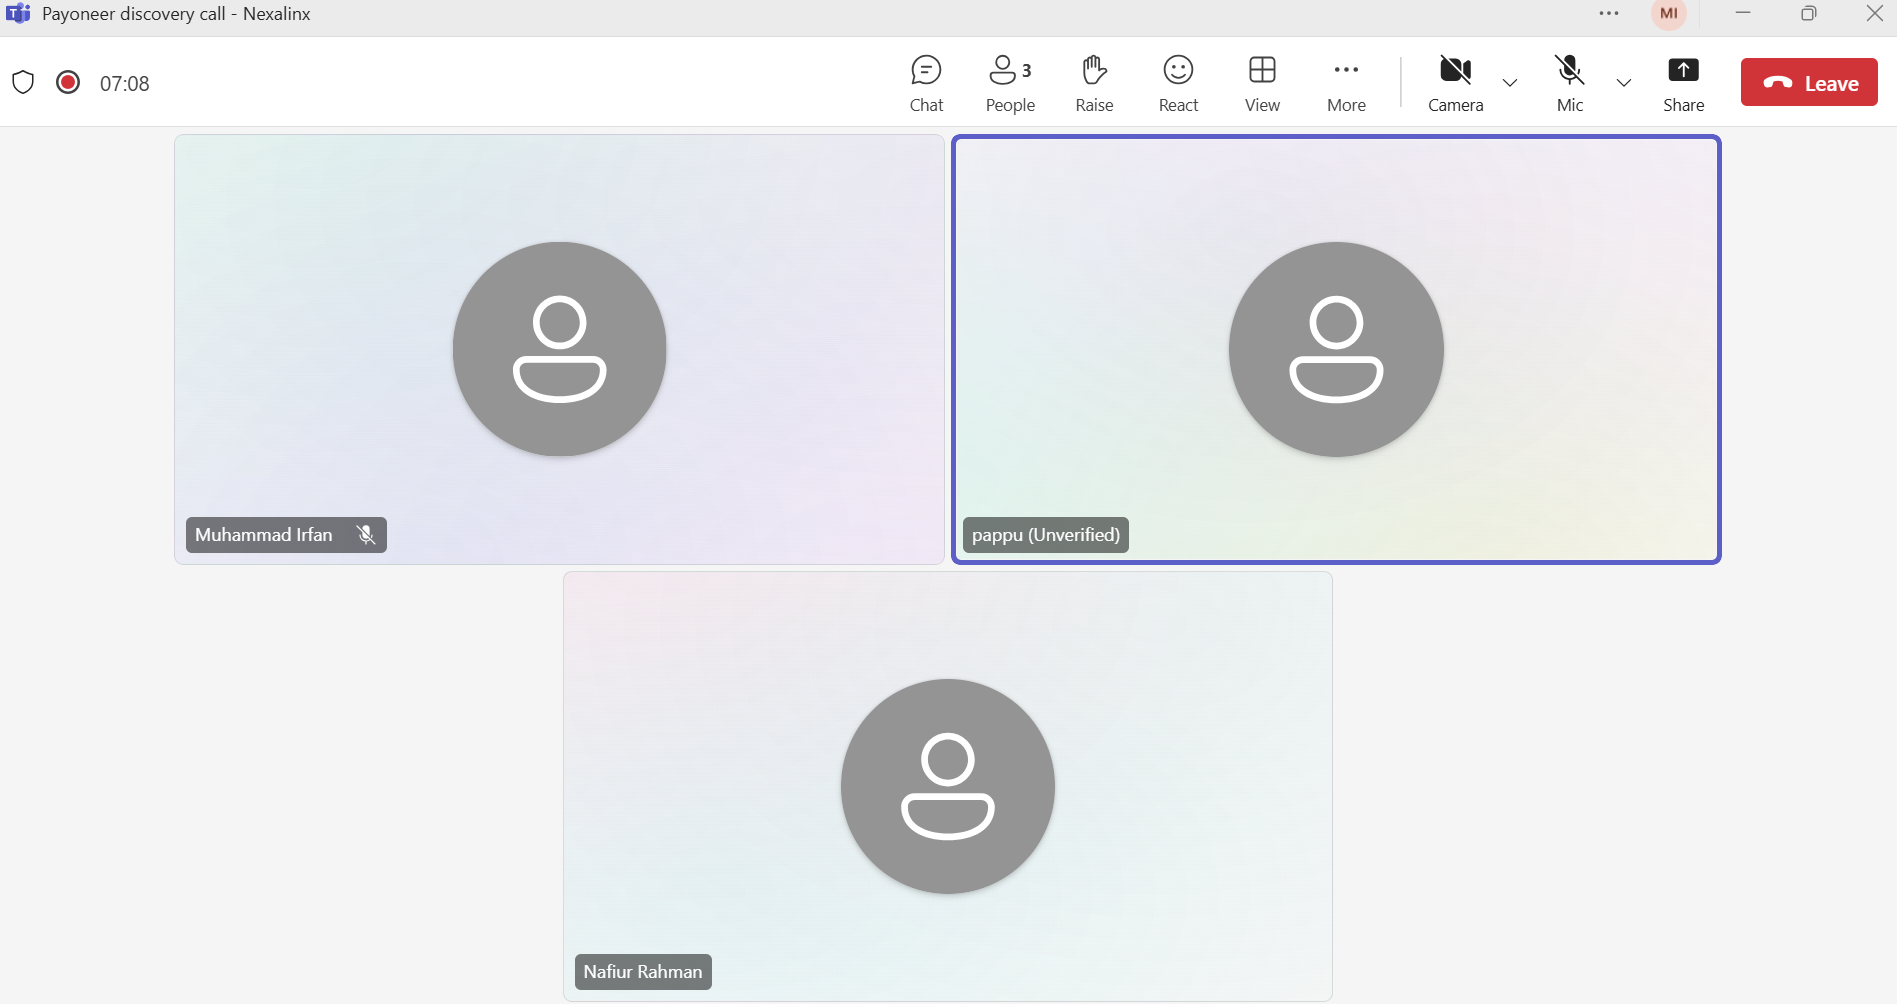 Payoneer discovery call - Nexalinx
MI
07:08
Chat
People 3
Raise
React
View
More
Camera
Mic
Share
Leave
Muhammad Irfan
pappu (Unverified)
Nafiur Rahman